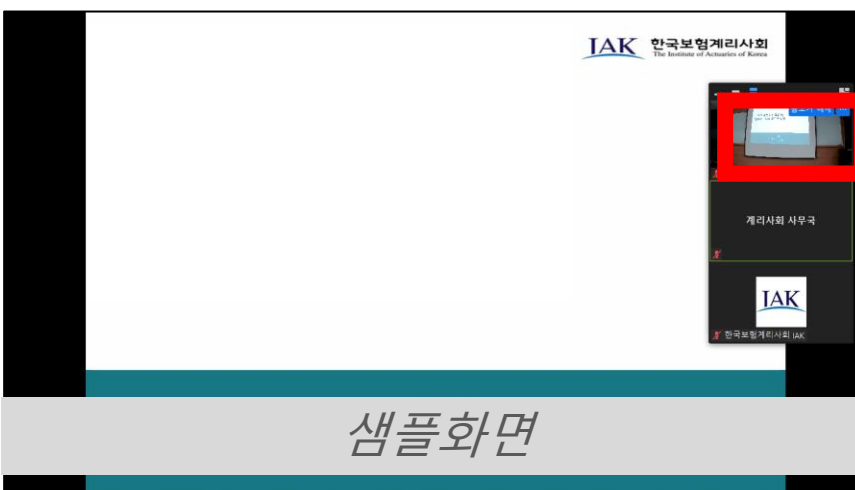 IAK 한국보험계리사회
The Institute of Actuaries of Korea
계리사회 사무국
IAK
한국보험계리사회 IAK
샘플화면